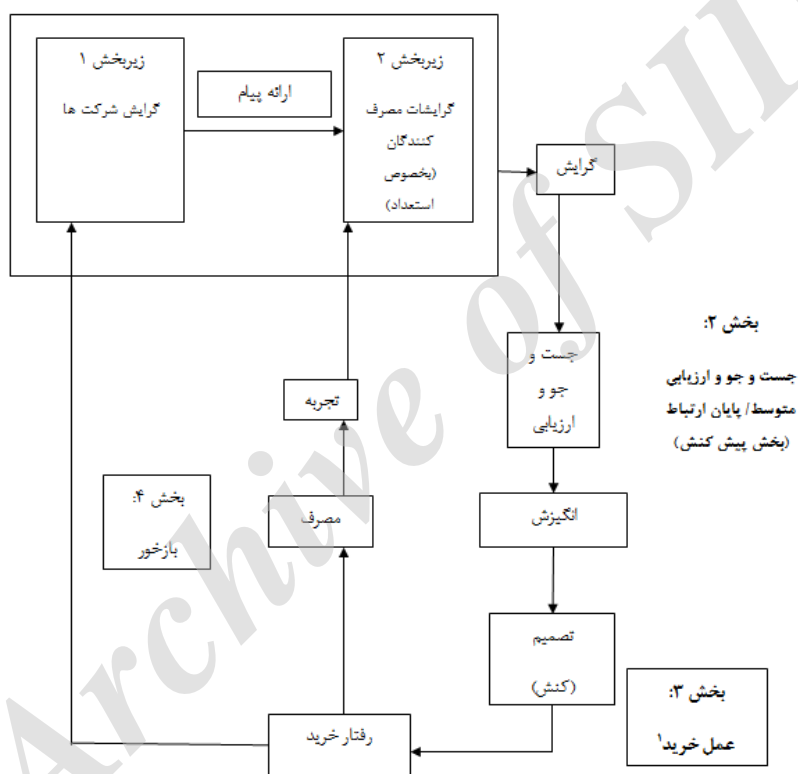 زیربخش ۱
گرایش شرکت ها
ارائه پیام
زیربخش ۲
گرایشات مصرف
کنندگان
(بخصوص
استعداد)
گرایش
جست و
جو و
ارزیابی
بخش ۲:
جست و جو و ارزیابی
متوسط/ پایان ارتباط
(بخش پیش کنش)
انگیزش
تصمیم
(کنش)
بخش ۳:
عمل خرید۱
رفتار خرید
مصرف
تجربه
بخش ۴:
بازخور
Archive of SI